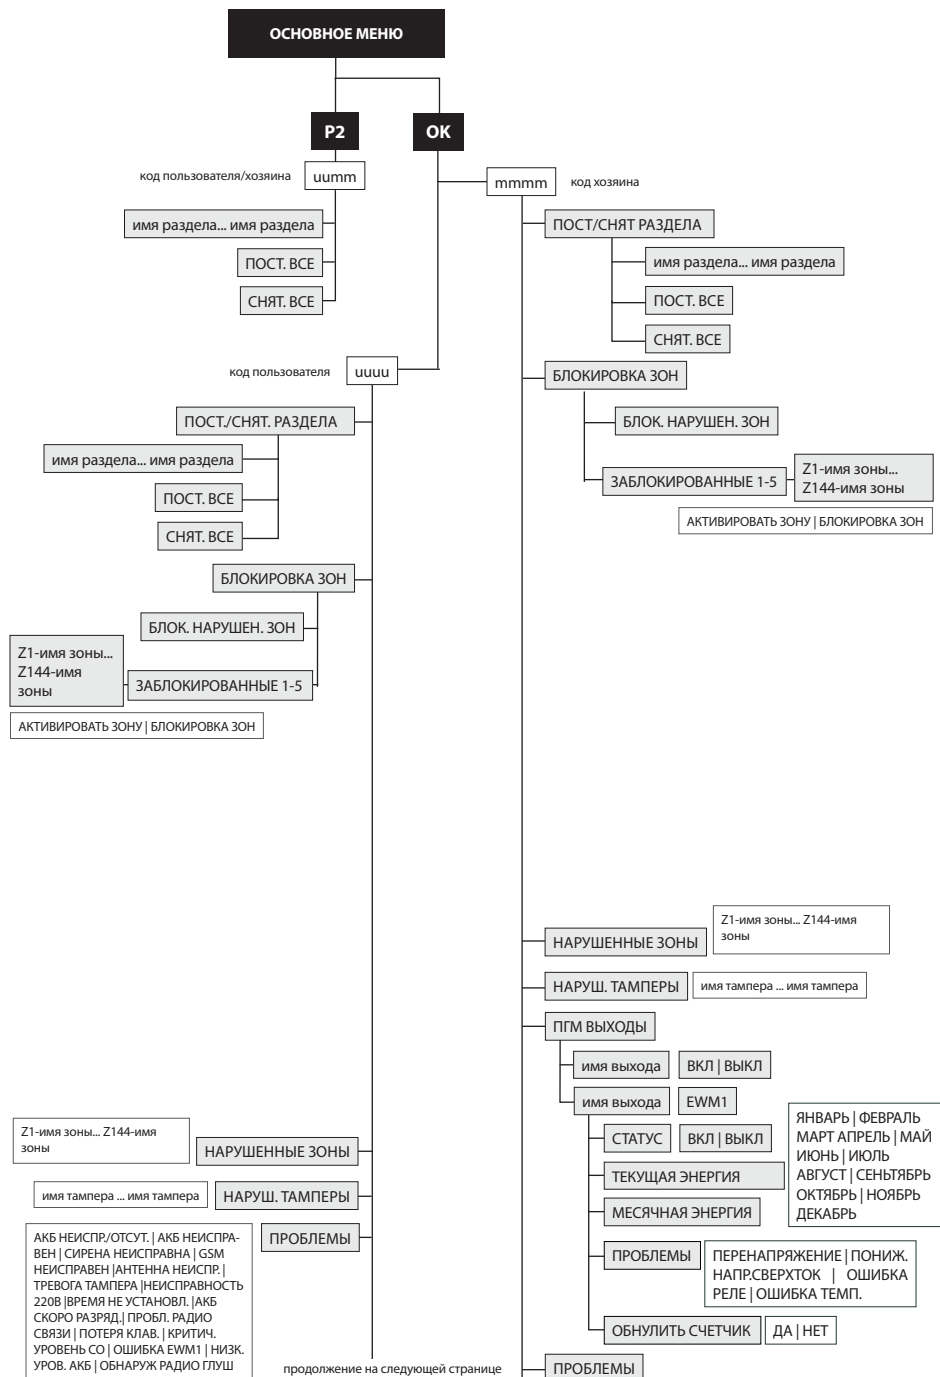 ОСНОВНОЕ МЕНЮ
P2
OK
код пользователя/хозяина
uumm
имя раздела... имя раздела
ПОСТ. ВСЕ
СНЯТ. ВСЕ
mmmm
код хозяина
ПОСТ/СНЯТ РАЗДЕЛА
имя раздела... имя раздела
ПОСТ. ВСЕ
СНЯТ. ВСЕ
БЛОКИРОВКА ЗОН
БЛОК. НАРУШЕН. ЗОН
ЗАБЛОКИРОВАННЫЕ 1-5
Z1-имя зоны...
Z144-имя зоны
АКТИВИРОВАТЬ ЗОНУ | БЛОКИРОВКА ЗОН
код пользователя
uuuu
ПОСТ./СНЯТ. РАЗДЕЛА
имя раздела... имя раздела
ПОСТ. ВСЕ
СНЯТ. ВСЕ
БЛОКИРОВКА ЗОН
БЛОК. НАРУШЕН. ЗОН
Z1-имя зоны...
Z144-имя
зоны
ЗАБЛОКИРОВАННЫЕ 1-5
АКТИВИРОВАТЬ ЗОНУ | БЛОКИРОВКА ЗОН
НАРУШЕННЫЕ ЗОНЫ
Z1-имя зоны... Z144-имя
зоны
НАРУШ. ТАМПЕРЫ
имя тампера ... имя тампера
ПГМ ВЫХОДЫ
имя выхода
ВКЛ | ВЫКЛ
имя выхода
EWM1
СТАТУС
ВКЛ | ВЫКЛ
ТЕКУЩАЯ ЭНЕРГИЯ
МЕСЯЧНАЯ ЭНЕРГИЯ
ЯНВАРЬ | ФЕВРАЛЬ
МАРТ АПРЕЛЬ | МАЙ
ИЮНЬ | ИЮЛЬ
АВГУСТ | СЕНЬТЯБРЬ
ОКТЯБРЬ | НОЯБРЬ
ДЕКАБРЬ
ПРОБЛЕМЫ
ПЕРЕНАПРЯЖЕНИЕ | ПОНИЖ.
НАПР.СВЕРХТОК | ОШИБКА
РЕЛЕ | ОШИБКА ТЕМП.
ОБНУЛИТЬ СЧЕТЧИК
ДА | НЕТ
ПРОБЛЕМЫ
Z1-имя зоны... Z144-имя
зоны
НАРУШЕННЫЕ ЗОНЫ
имя тампера ... имя тампера
НАРУШ. ТАМПЕРЫ
ПРОБЛЕМЫ
АКБ НЕИСПР./ОТСУТ. | АКБ НЕИСПРА-
ВЕН | СИРЕНА НЕИСПРАВНА | GSM
НЕИСПРАВЕН |АНТЕННА НЕИСПР. |
ТРЕВОГА ТАМПЕРА |НЕИСПРАВНОСТЬ
220В |ВРЕМЯ НЕ УСТАНОВЛ. |АКБ
СКОРО РАЗРЯД.| ПРОБЛ. РАДИО
СВЯЗИ | ПОТЕРЯ КЛАВ. | КРИТИЧ.
УРОВЕНЬ CO | ОШИБКА EWM1 | НИЗК.
УРОВ. АКБ | ОБНАРУЖ РАДИО ГЛУШ
продолжение на следующей странице